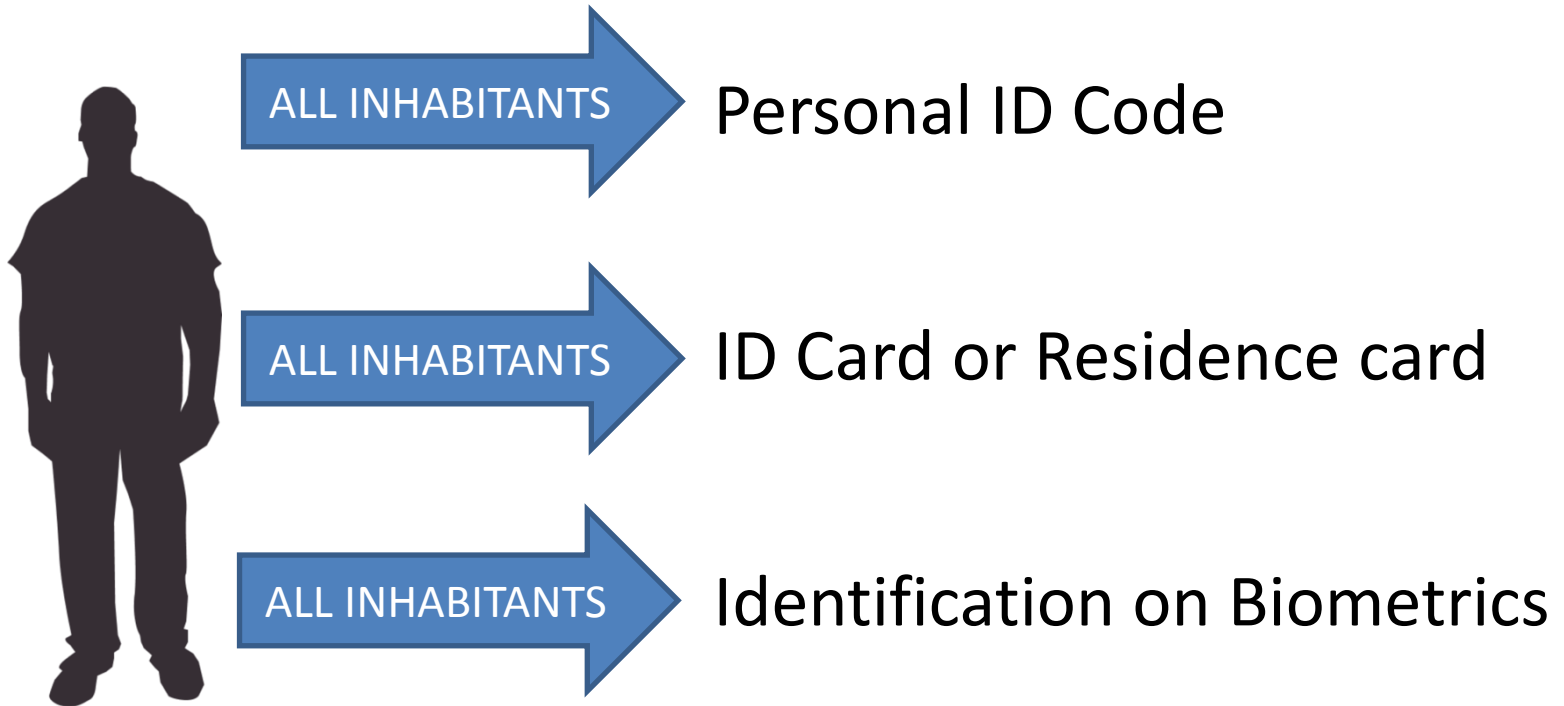 ALL INHABITANTS
Personal ID Code
ALL INHABITANTS
ID Card or Residence card
ALL INHABITANTS
Identification on Biometrics